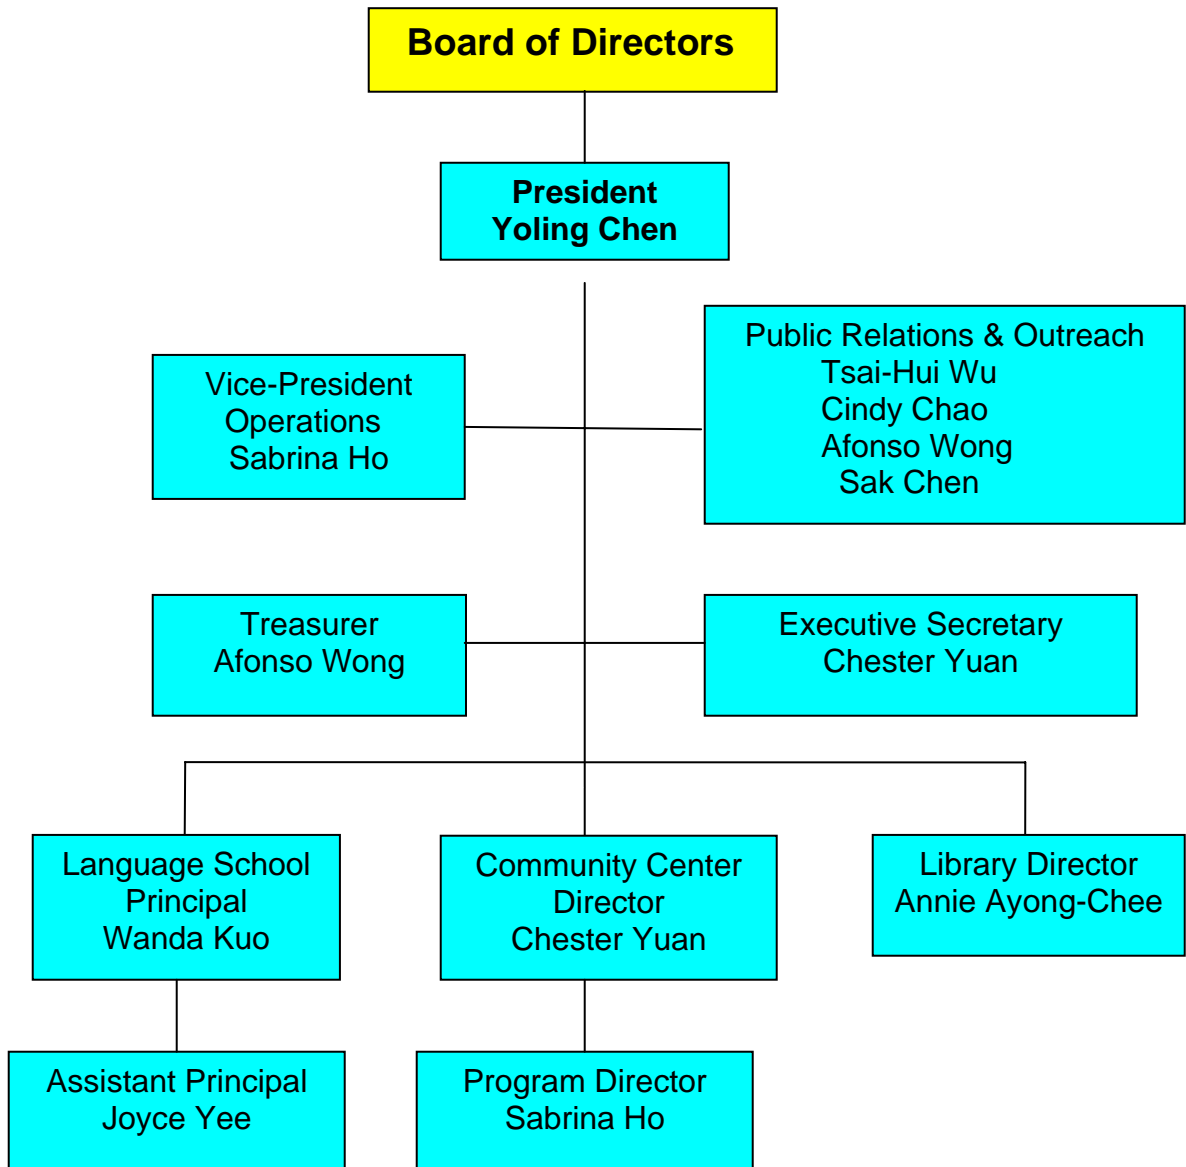 Board of Directors
President
Yoling Chen
Vice-President
Operations
Sabrina Ho
Public Relations & Outreach
Tsai-Hui Wu
Cindy Chao
Afonso Wong
Sak Chen
Treasurer
Afonso Wong
Executive Secretary
Chester Yuan
Language School
Principal
Wanda Kuo
Community Center
Director
Chester Yuan
Library Director
Annie Ayong-Chee
Assistant Principal
Joyce Yee
Program Director
Sabrina Ho